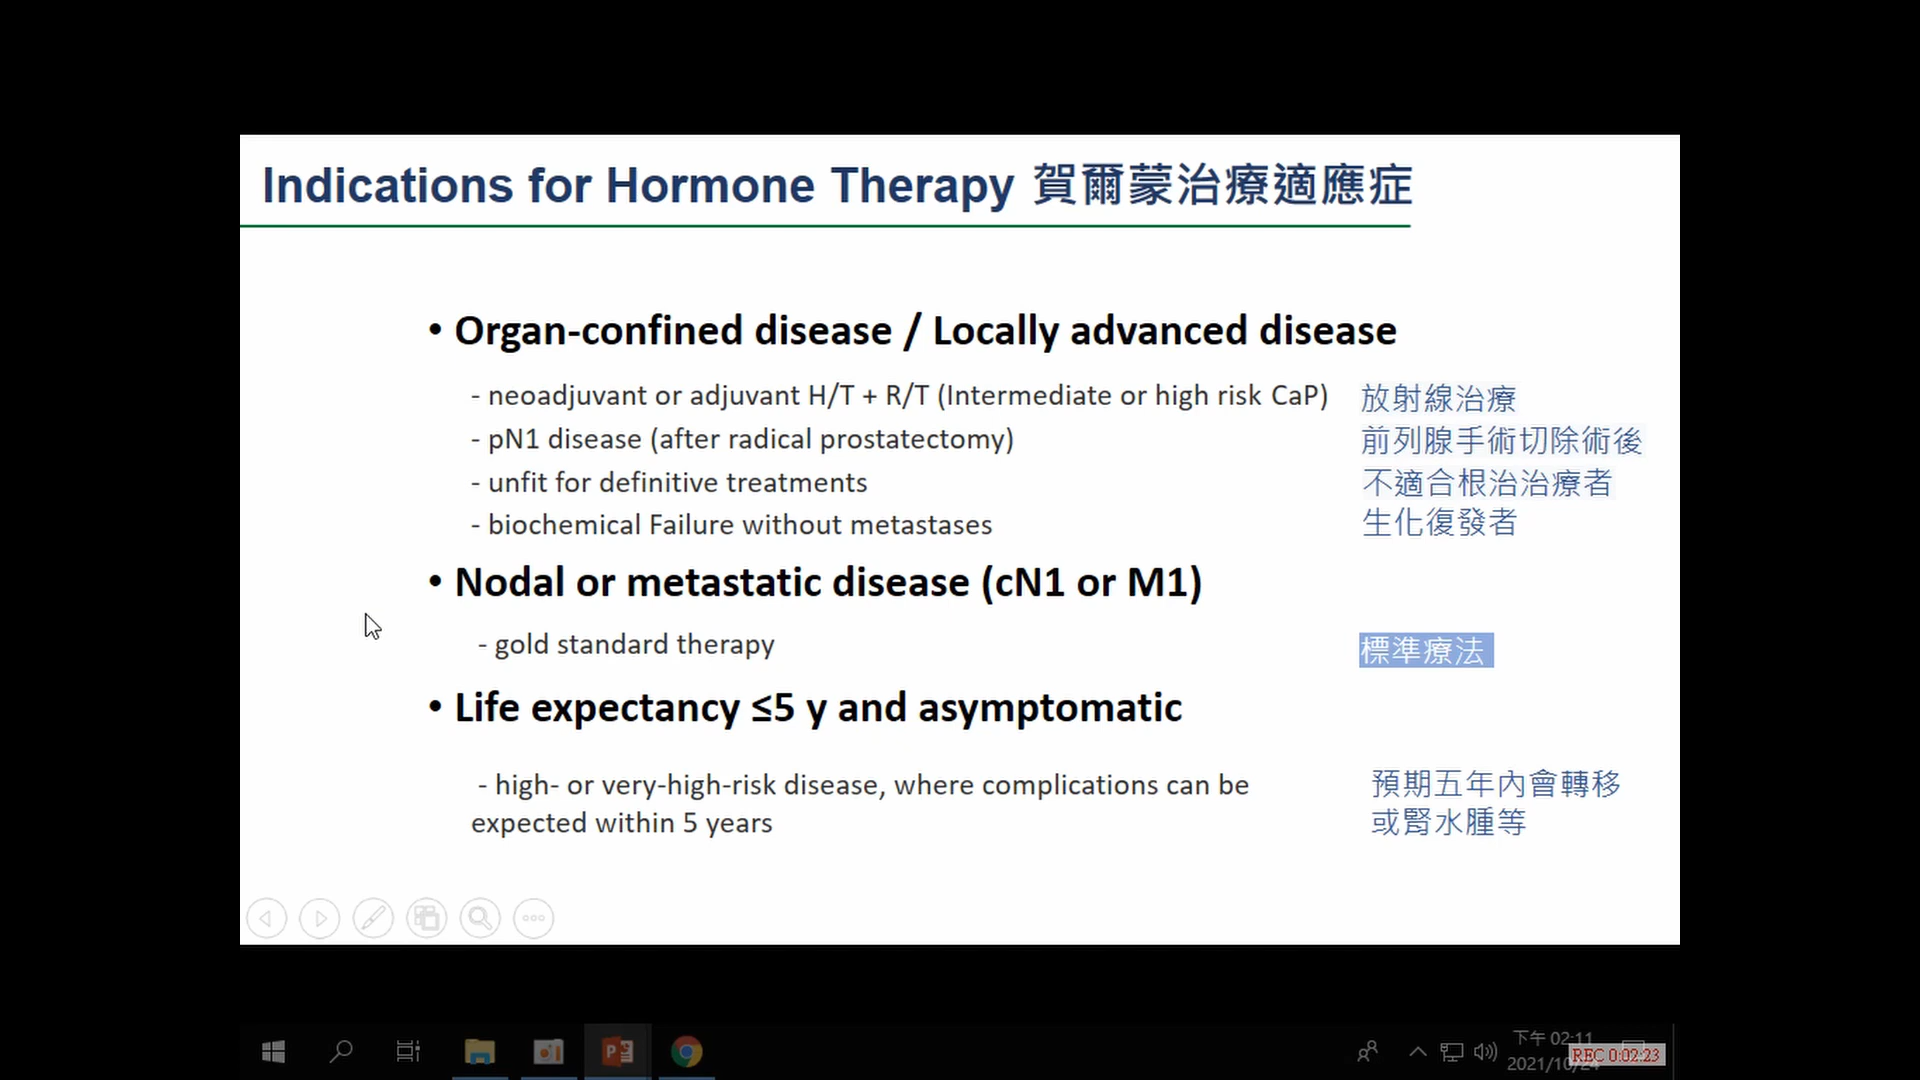 Indications for Hormone Therapy 賀爾蒙治療適應症
• Organ-confined disease / Locally advanced disease
- neoadjuvant or adjuvant H/T + R/T (Intermediate or high risk CaP) 放射線治療
- pN1 disease (after radical prostatectomy) 前列腺手術切除術後
- unfit for definitive treatments 不適合根治治療者
- biochemical Failure without metastases 生化復發者
• Nodal or metastatic disease (cN1 or M1)
- gold standard therapy 標準療法
• Life expectancy ≤5 y and asymptomatic
- high- or very-high-risk disease, where complications can be 預期五年內會轉移
expected within 5 years 或腎水腫等
下午 02:11
2021/10/
REC 0:02:23